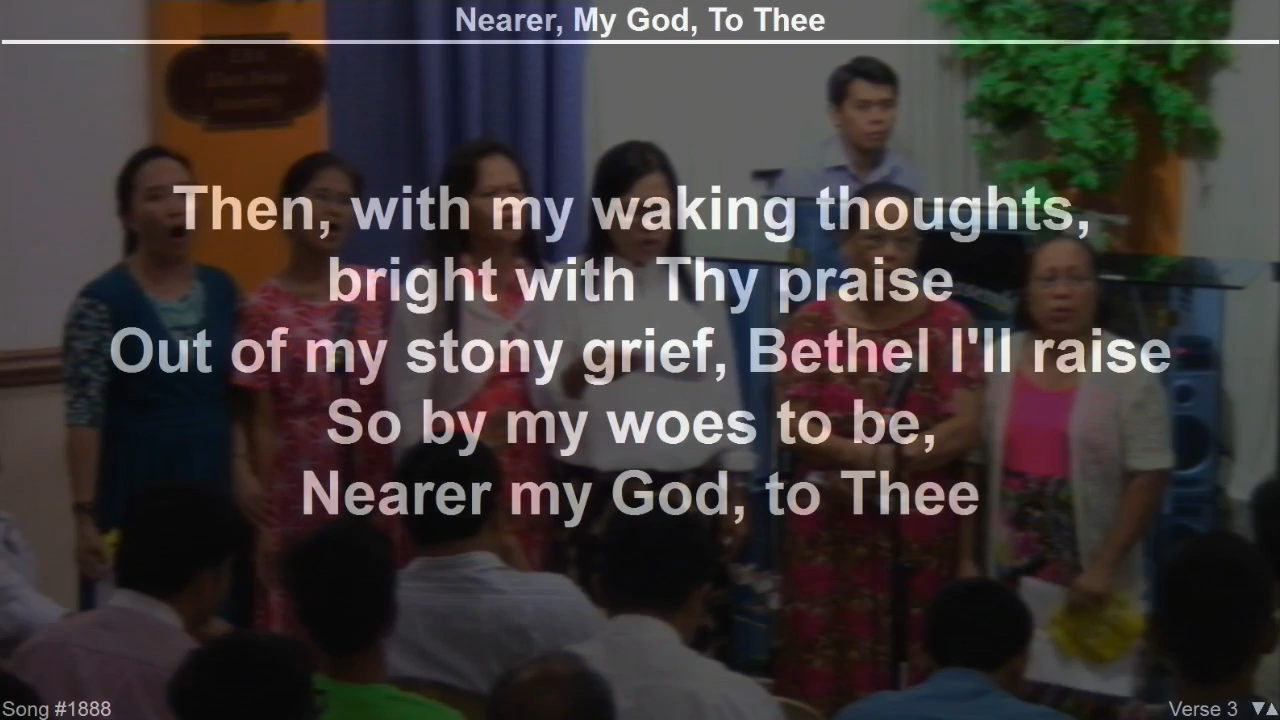 Nearer, My God, To Thee
Then, with my waking thoughts,
bright with Thy praise
Out of my stony grief, Bethel I'll raise
So by my woes to be,
Nearer my God, to Thee
Song #1888
Verse 3 ▼▲